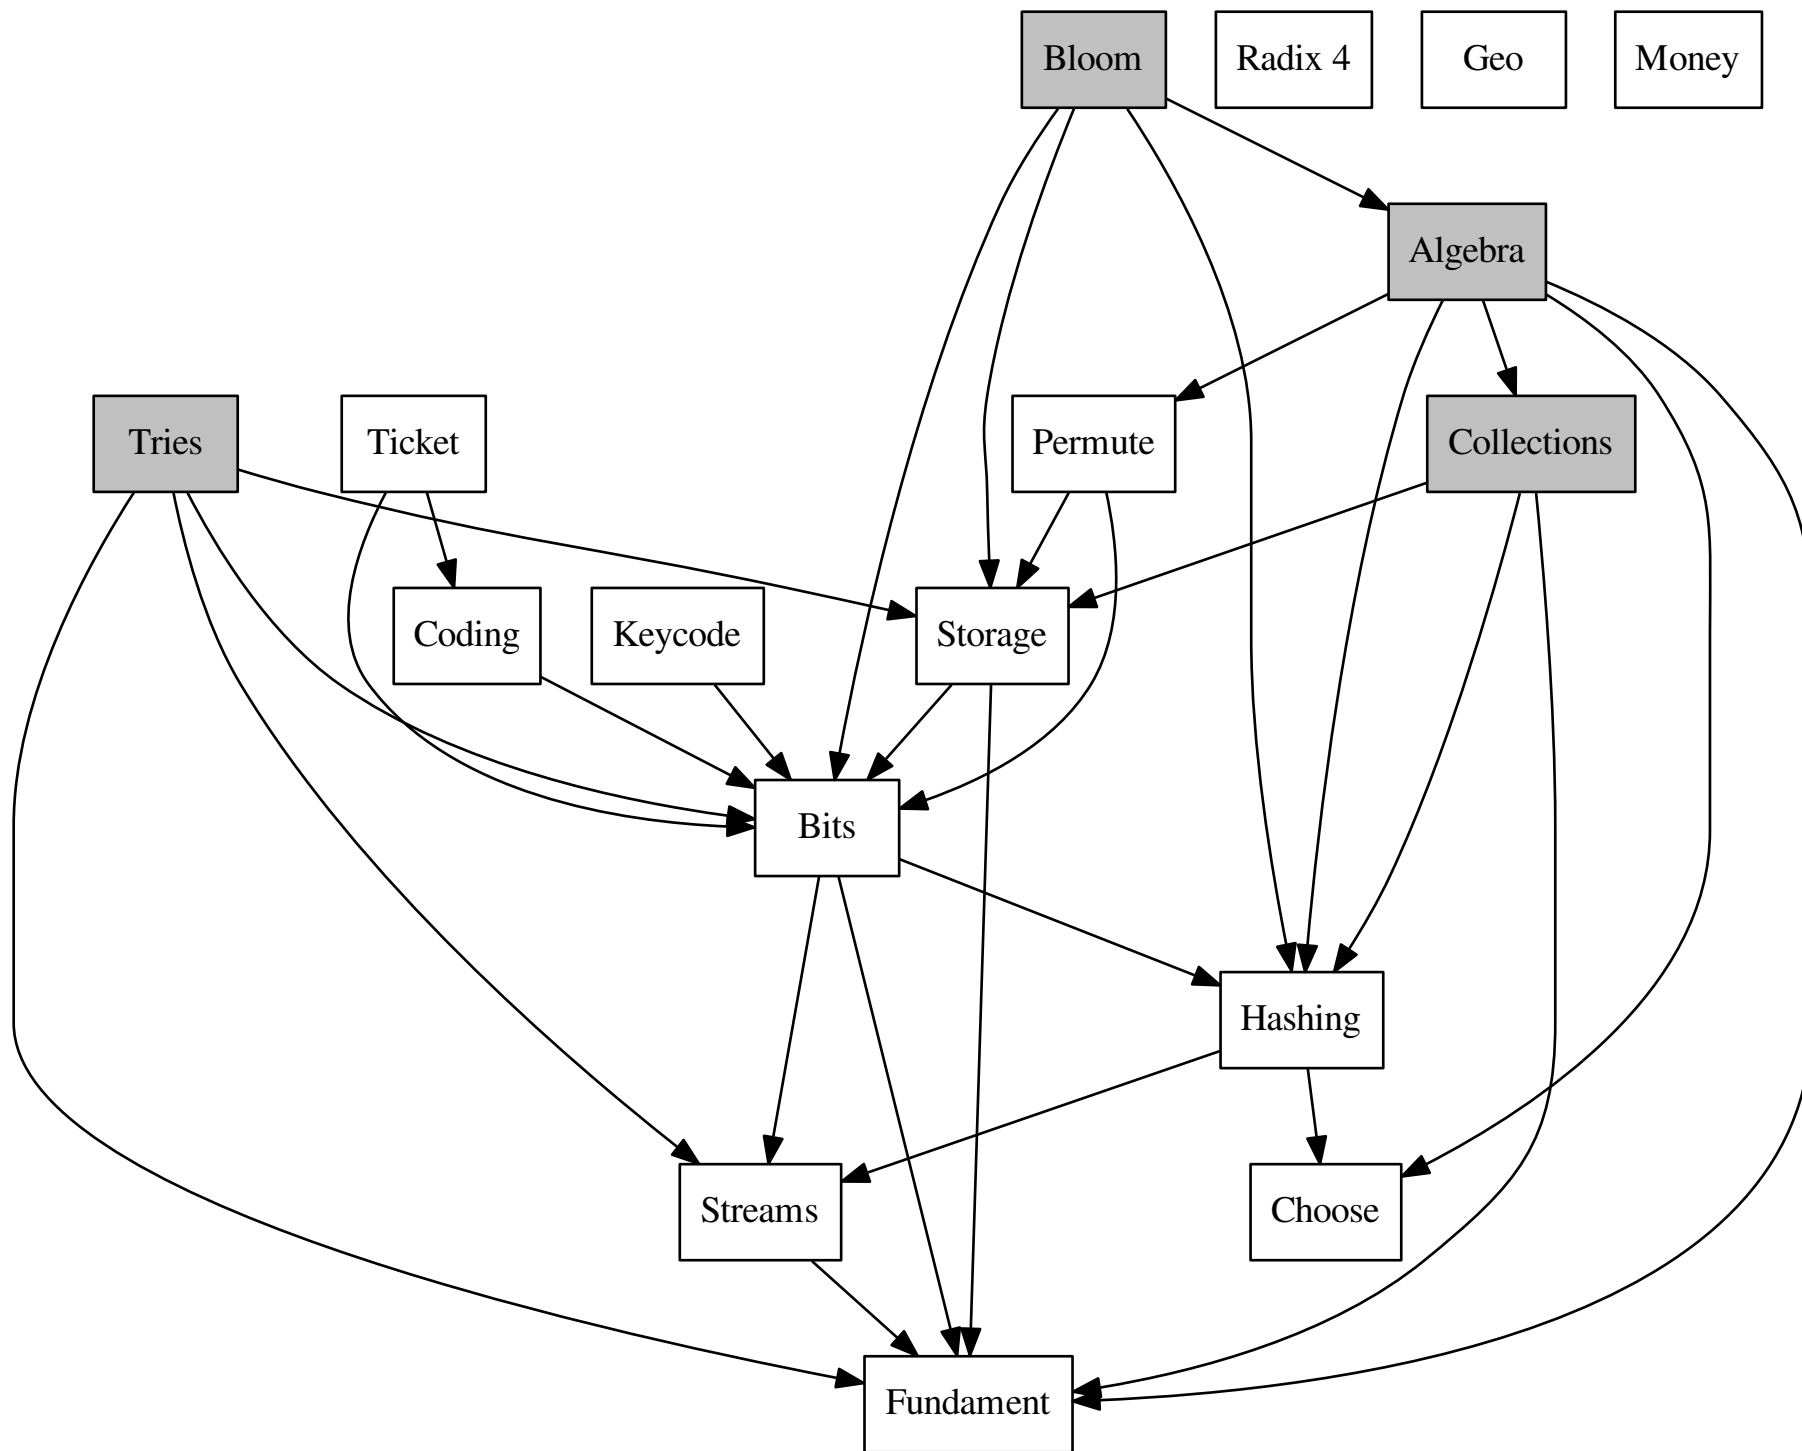 Bloom
Radix 4
Geo
Money
Algebra
Tries
Ticket
Permute
Collections
Coding
Keycode
Storage
Bits
Hashing
Streams
Choose
Fundament